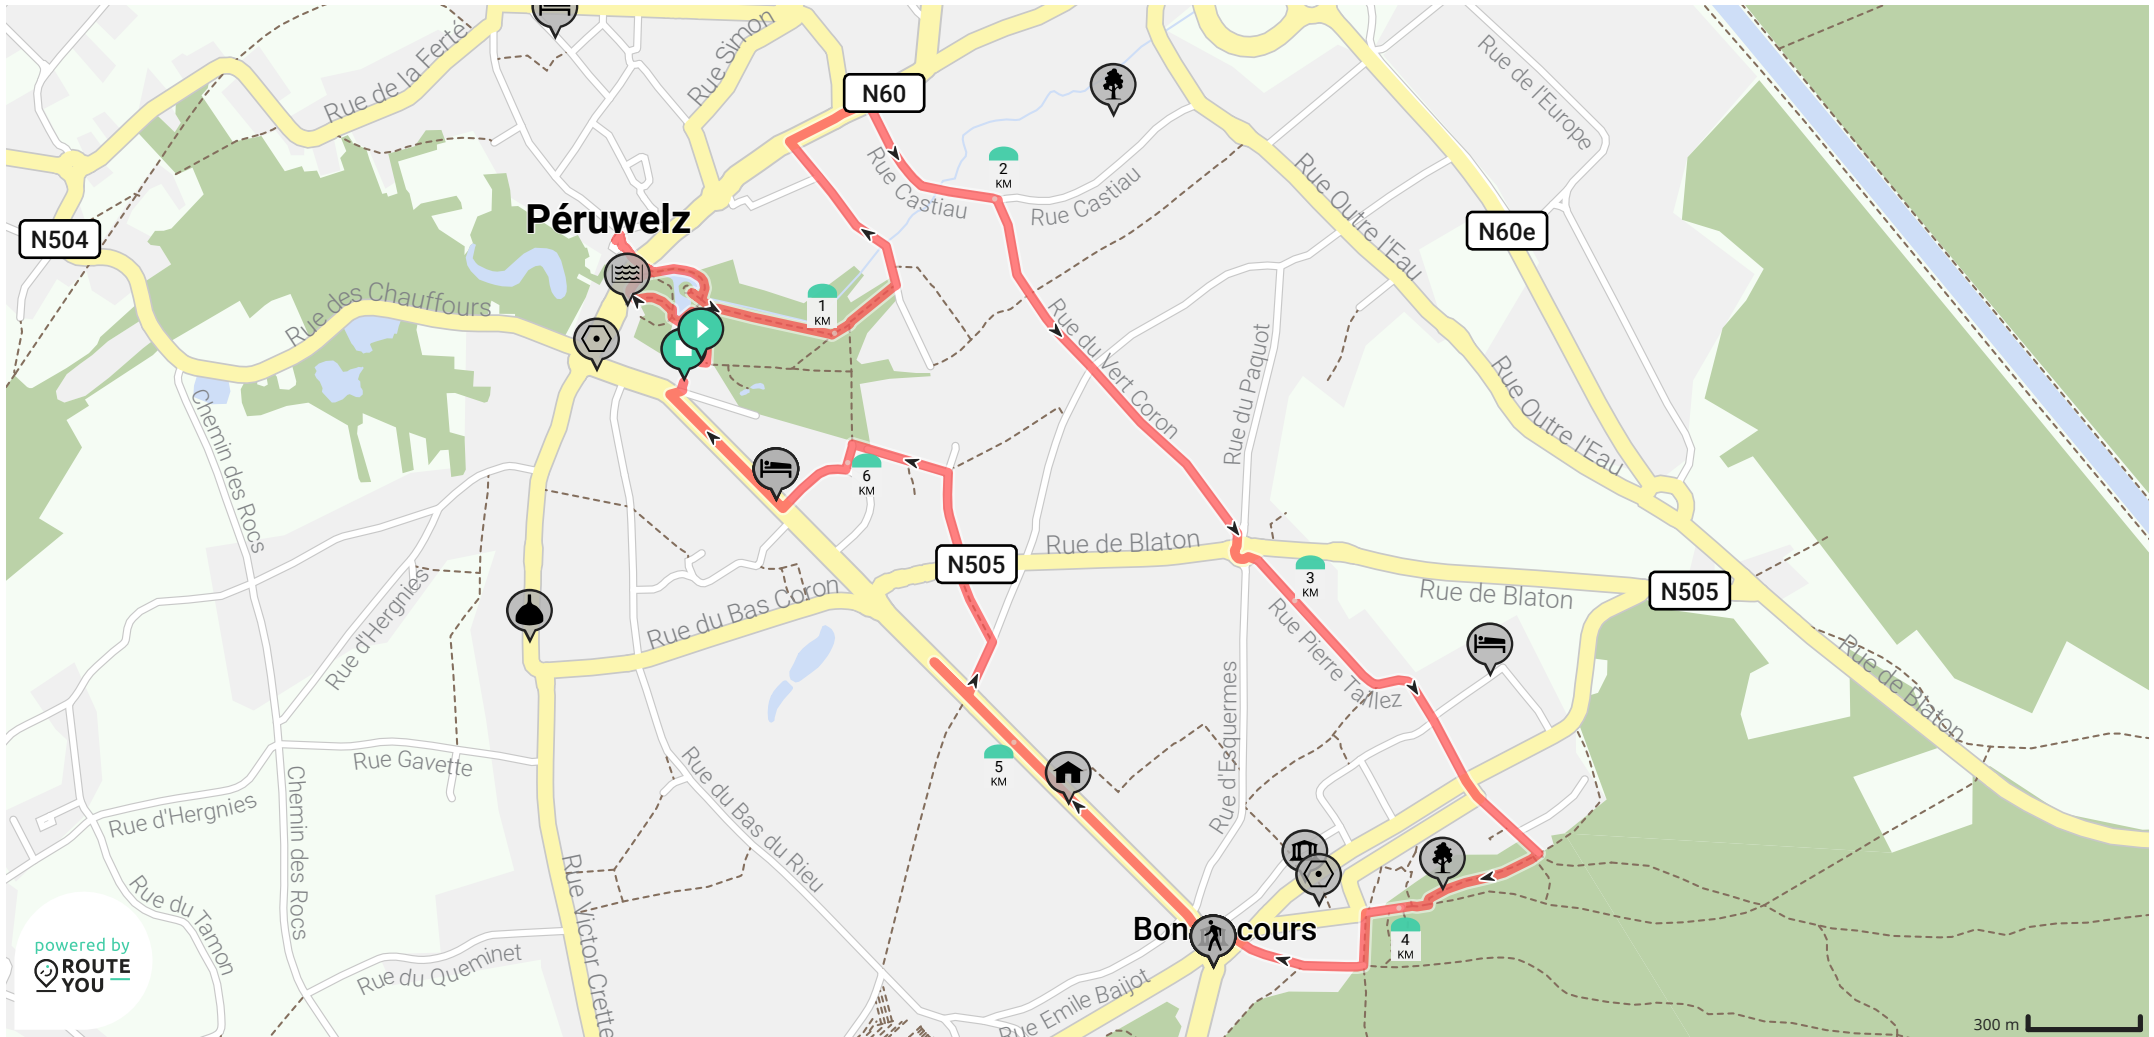 Rue de la Ferté
Rue Simon
N60
Rue de l'Europe
Rue Castiau
2
KM
Rue Castiau
Rue Outre l'Eau
N504
Péruwelz
N60e
Rue des Chauffours
1
KM
Rue du Vert Coron
Rue du Paquot
Rue Outre l'Eau
Chemin des Rocs
6
KM
Rue de Blaton
N505
3
KM
Rue de Blaton
N505
Rue d'Hergnies
Rue du Bas Coron
Rue Pierre Taillez
Rue de Blaton
Rue d'Esquermes
Rue Gavette
5
KM
Rue du Bas du Rieu
Rue d'Hergnies
Chemin des Rocs
Rue du Tamon
Rue Victor Crette
Bon cours
4
KM
powered by
ROUTE
YOU
Rue du Queminet
Rue Emile Baijot
300 m